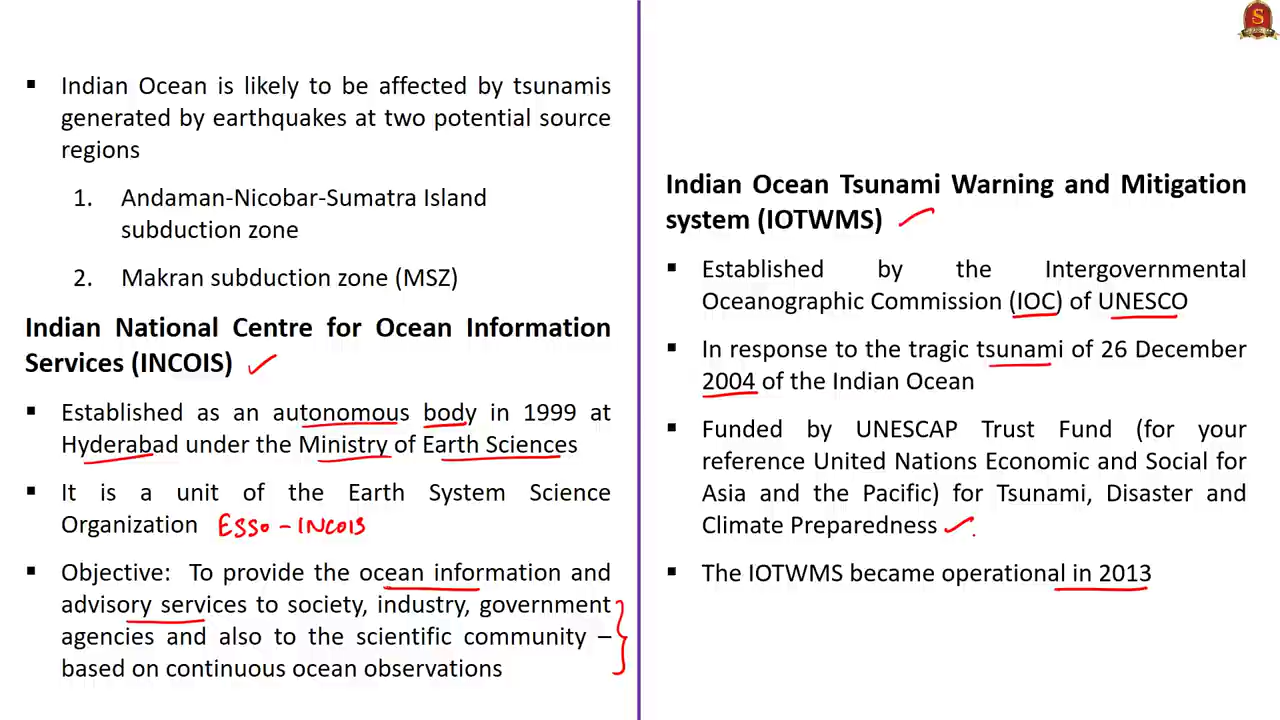 ▪ Indian Ocean is likely to be affected by tsunamis
generated by earthquakes at two potential source
regions
1. Andaman-Nicobar-Sumatra Island
subduction zone
2. Makran subduction zone (MSZ)
Indian National Centre for Ocean Information
Services (INCOIS)
▪ Established as an autonomous body in 1999 at
Hyderabad under the Ministry of Earth Sciences
▪ It is a unit of the Earth System Science
Organization ESSO - INCOIS
▪ Objective: To provide the ocean information and
advisory services to society, industry, government
agencies and also to the scientific community –
based on continuous ocean observations
Indian Ocean Tsunami Warning and Mitigation
system (IOTWMS)
▪ Established by the Intergovernmental
Oceanographic Commission (IOC) of UNESCO
▪ In response to the tragic tsunami of 26 December
2004 of the Indian Ocean
▪ Funded by UNESCAP Trust Fund (for your
reference United Nations Economic and Social for
Asia and the Pacific) for Tsunami, Disaster and
Climate Preparedness
▪ The IOTWMS became operational in 2013
S